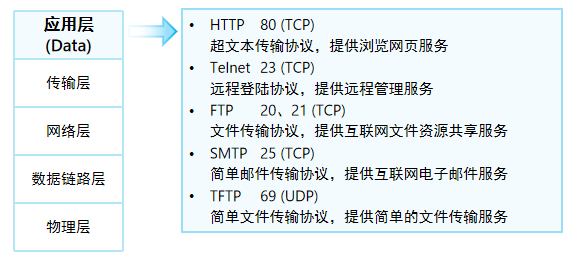 应用层
(Data)
传输层
网络层
数据链路层
物理层
• HTTP 80 (TCP)
超文本传输协议，提供浏览网页服务
• Telnet 23 (TCP)
远程登陆协议，提供远程管理服务
• FTP 20、21 (TCP)
文件传输协议，提供互联网文件资源共享服务
• SMTP 25 (TCP)
简单邮件传输协议，提供互联网电子邮件服务
• TFTP 69 (UDP)
简单文件传输协议，提供简单的文件传输服务